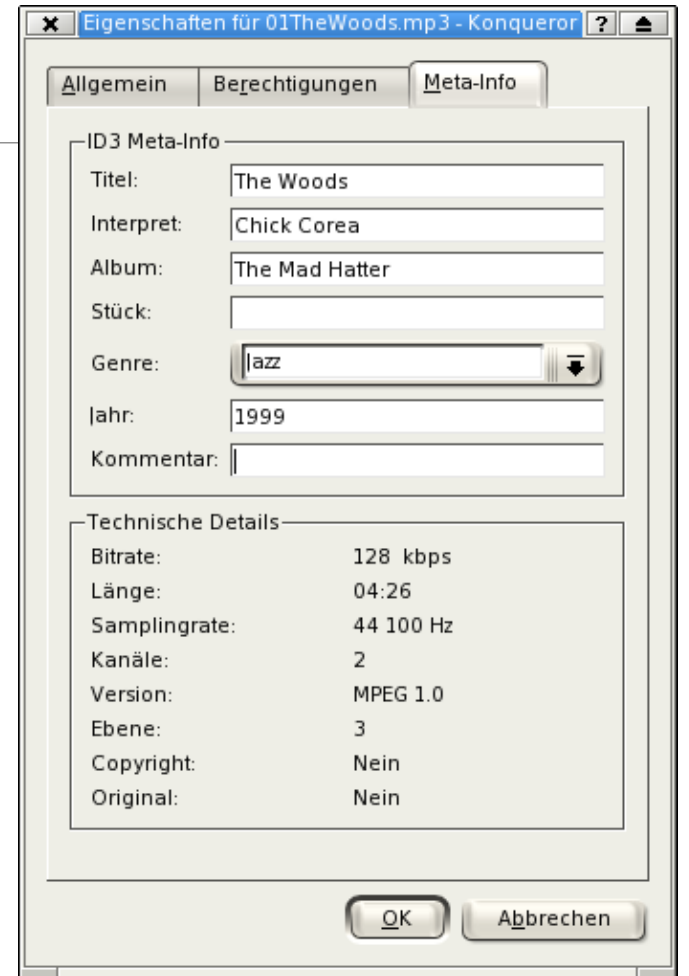 Eigenschaften für 01TheWoods.mp3 - Konqueror ?
Allgemein Berechtigungen Meta-Info
ID3 Meta-Info
Titel: The Woods
Interpret: Chick Corea
Album: The Mad Hatter
Stück:
Genre: Jazz
Jahr: 1999
Kommentar:
Technische Details
Bitrate: 128 kbps
Länge: 04:26
Samplingrate: 44 100 Hz
Kanäle: 2
Version: MPEG 1.0
Ebene: 3
Copyright: Nein
Original: Nein
OK Abbrechen